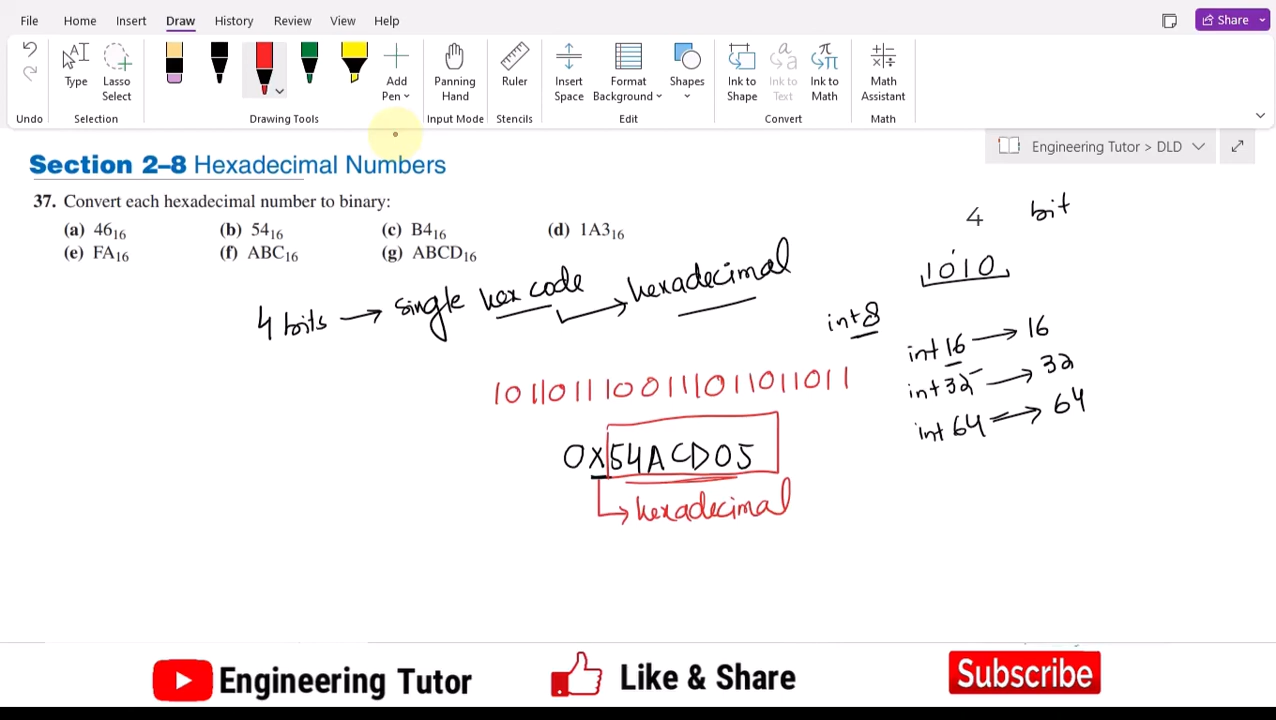 File Home Insert Draw History Review View Help Share
Undo Type Lasso Select Add Pen Panning Hand Ruler Insert Space Format Background Shapes Ink to Shape Ink to Text Ink to Math Math Assistant
Selection Drawing Tools Input Mode Stencils Edit Convert Math
Engineering Tutor > DLD
Section 2–8 Hexadecimal Numbers
37. Convert each hexadecimal number to binary:
(a) 46₁₆ (b) 54₁₆ (c) B4₁₆ (d) 1A3₁₆
(e) FA₁₆ (f) ABC₁₆ (g) ABCD₁₆
4 bit
1010
4 bits → single hex code → hexadecimal
int8
int16 → 16
int32 → 32
int64 → 64
101101110011101101011011
0x54ACD05
→ hexadecimal
Engineering Tutor Like & Share Subscribe